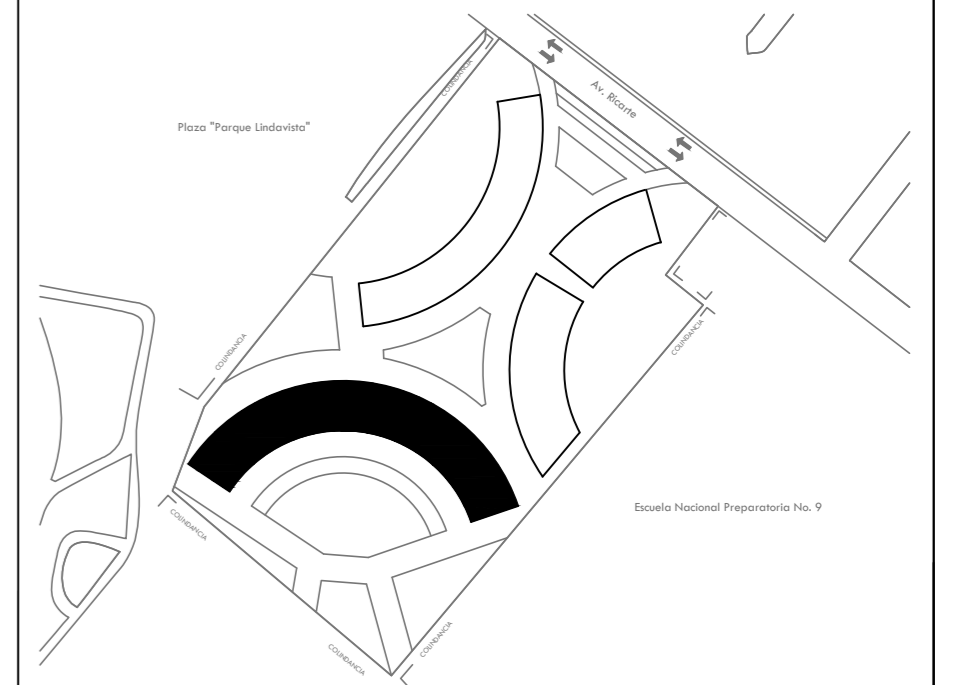 COLINDANCIA
Av. Ricarte
Plaza "Parque Lindavista"
COLINDANCIA
COLINDANCIA
Escuela Nacional Preparatoria No. 9
COLINDANCIA
COLINDANCIA
COLINDANCIA